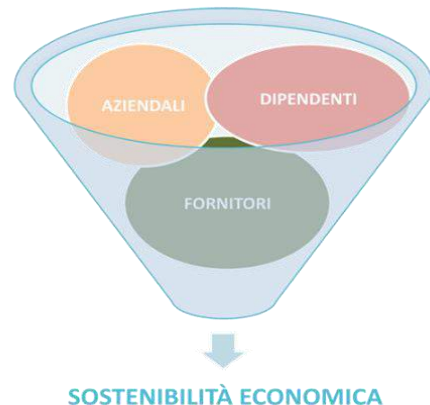 AZIENDALI
DIPENDENTI
FORNITORI
SOSTENIBILITÀ ECONOMICA